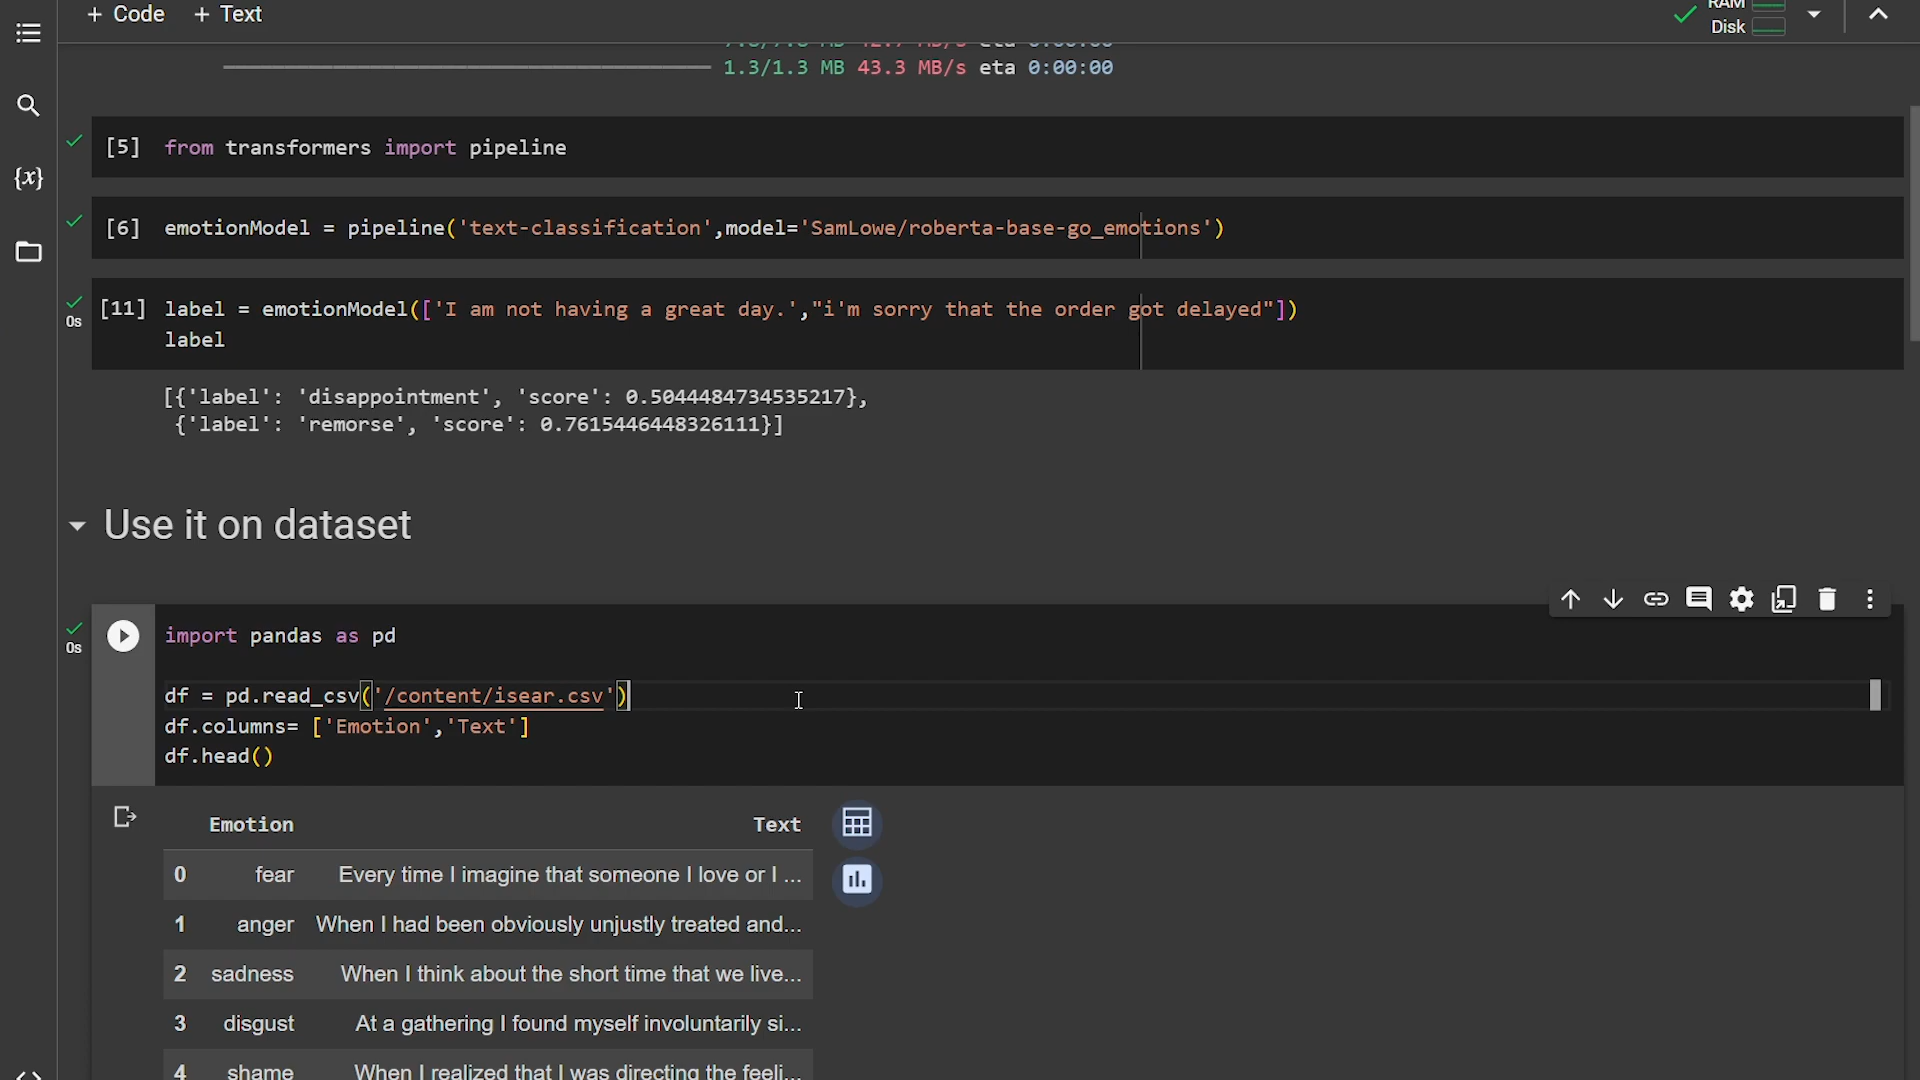 + Code + Text
RAM
Disk
1.3/1.3 MB 43.3 MB/s eta 0:00:00
[5] from transformers import pipeline
{x}
[6] emotionModel = pipeline('text-classification',model='SamLowe/roberta-base-go_emotions')
0s [11] label = emotionModel(['I am not having a great day.',"i'm sorry that the order got delayed"])
label
[{'label': 'disappointment', 'score': 0.5044484734535217},
{'label': 'remorse', 'score': 0.7615446448326111}]
Use it on dataset
0s import pandas as pd
df = pd.read_csv('/content/isear.csv')
df.columns= ['Emotion','Text']
df.head()
Emotion Text
0 fear Every time I imagine that someone I love or I ...
1 anger When I had been obviously unjustly treated and...
2 sadness When I think about the short time that we live...
3 disgust At a gathering I found myself involuntarily si...
4 shame When I realized that I was directing the feeli...